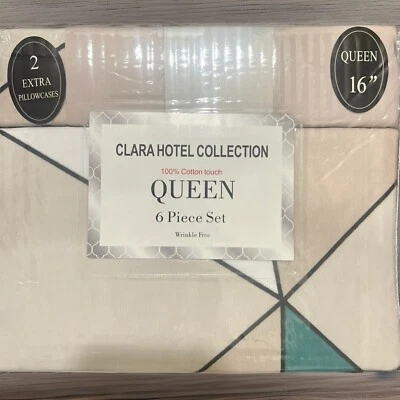 2
EXTRA
PILLOWCASES
QUEEN
16”
CLARA HOTEL COLLECTION
100% Cotton touch
QUEEN
6 Piece Set
Wrinkle Free